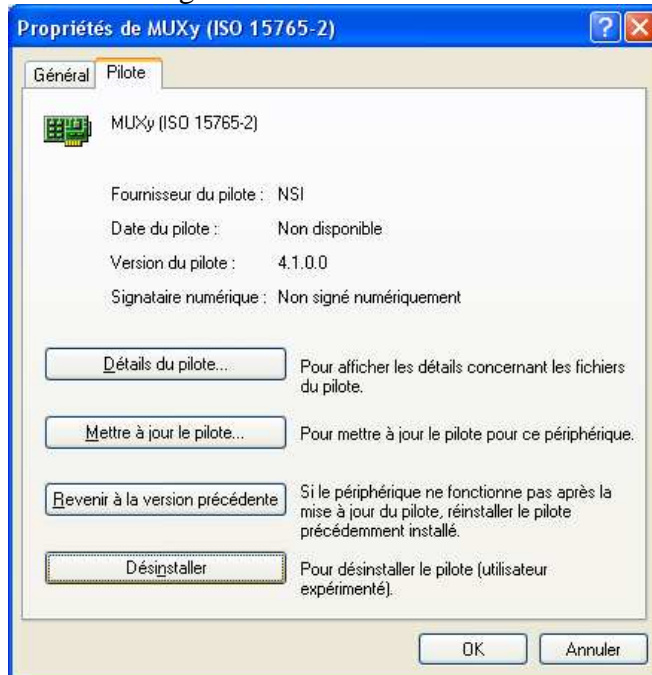 Propriétés de MUXy (ISO 15765-2)
Général
Pilote
MUXy (ISO 15765-2)
Fournisseur du pilote : NSI
Date du pilote : Non disponible
Version du pilote : 4.1.0.0
Signataire numérique : Non signé numériquement
Détails du pilote...
Pour afficher les détails concernant les fichiers
du pilote.
Mettre à jour le pilote...
Pour mettre à jour le pilote pour ce périphérique.
Revenir à la version précédente
Si le périphérique ne fonctionne pas après la
mise à jour du pilote, réinstaller le pilote
précédemment installé.
Désinstaller
Pour désinstaller le pilote (utilisateur
expérimenté).
OK
Annuler